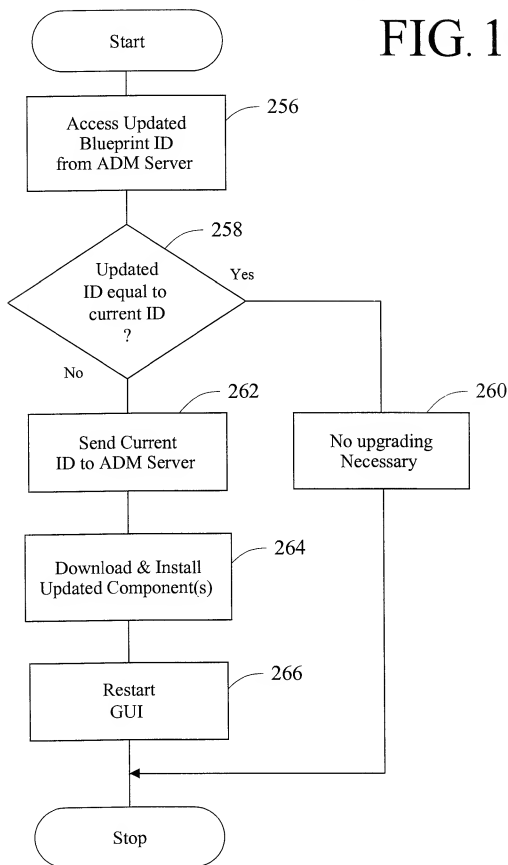 FIG. 1
Start
Access Updated
Blueprint ID
from ADM Server
256
258
Updated
ID equal to
current ID
?
Yes
No
262
Send Current
ID to ADM Server
260
No upgrading
Necessary
264
Download & Install
Updated Component(s)
266
Restart
GUI
Stop